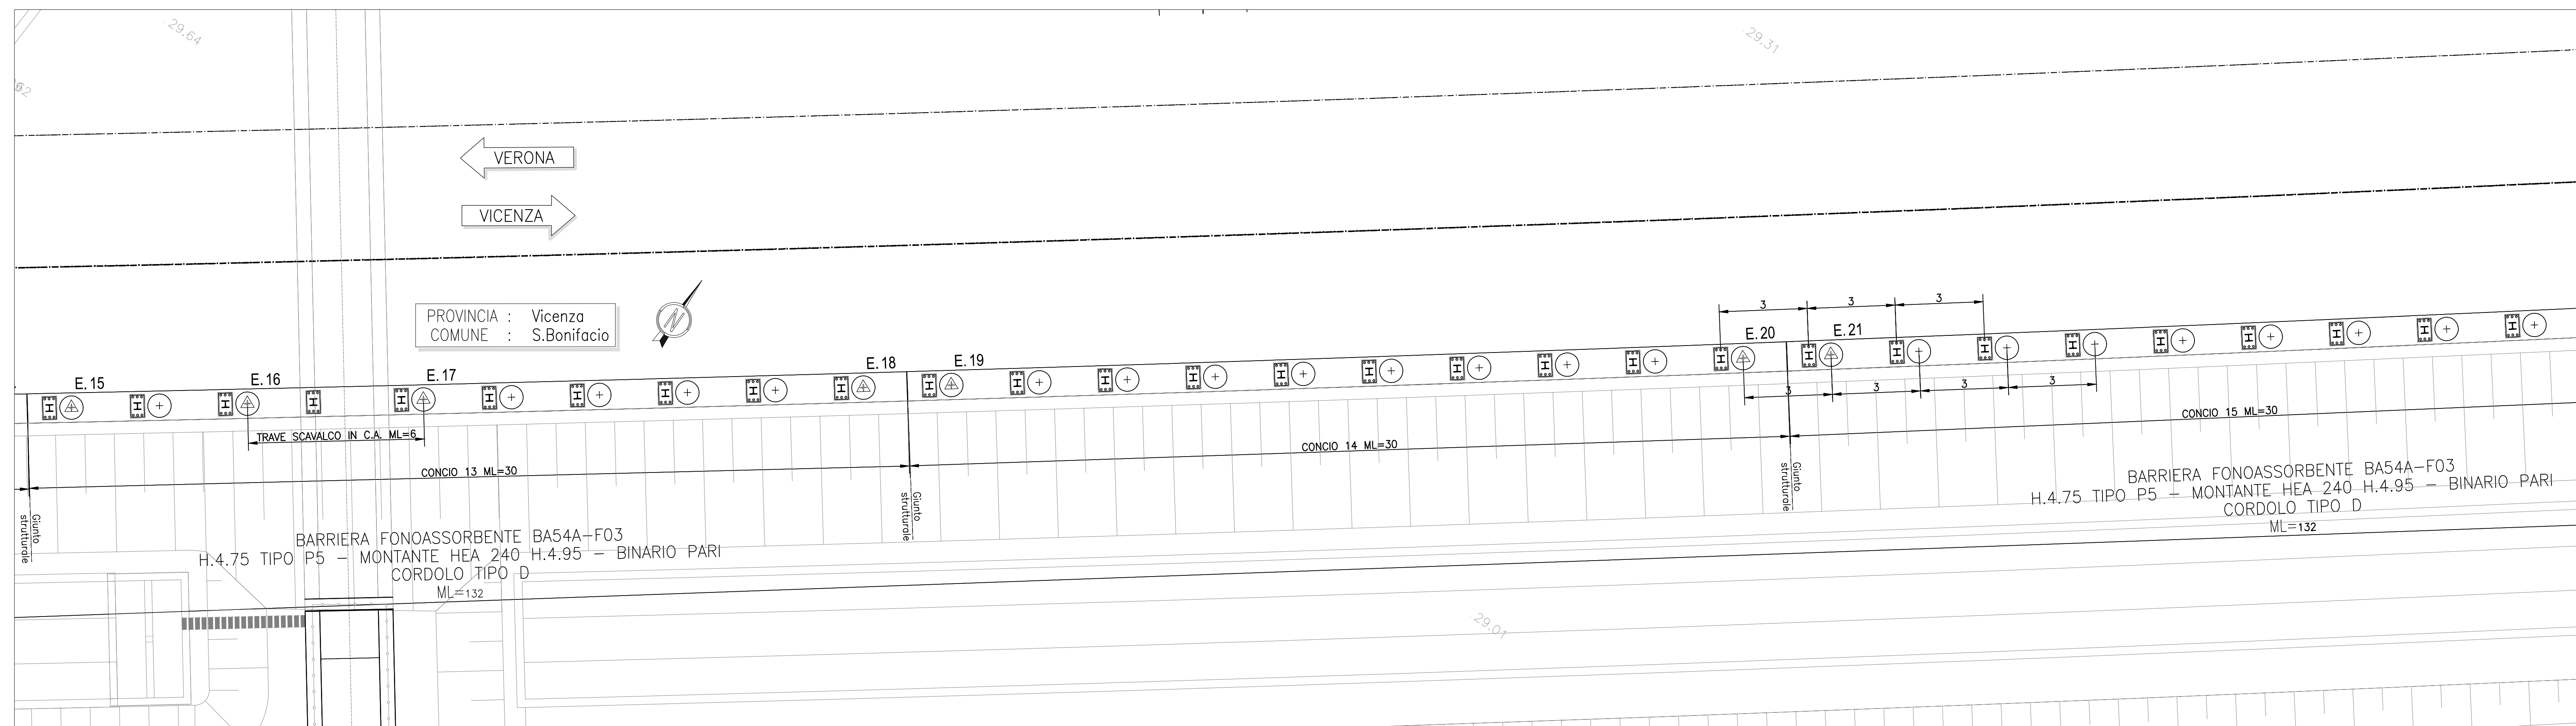 29.64
29.31
VERONA
VICENZA
PROVINCIA : Vicenza
COMUNE : S.Bonifacio
N
3 3 3
E.15
E.16
E.17
E.18
E.19
E.20
E.21
3 3 3 3
TRAVE SCAVALCO IN C.A. ML=6
CONCIO 13 ML=30
CONCIO 14 ML=30
CONCIO 15 ML=30
Giunto
strutturale
Giunto
strutturale
Giunto
strutturale
BARRIERA FONOASSORBENTE BA54A-F03
H.4.75 TIPO P5 - MONTANTE HEA 240 H.4.95 - BINARIO PARI
CORDOLO TIPO D
ML=132
BARRIERA FONOASSORBENTE BA54A-F03
H.4.75 TIPO P5 - MONTANTE HEA 240 H.4.95 - BINARIO PARI
CORDOLO TIPO D
ML=132
29.01